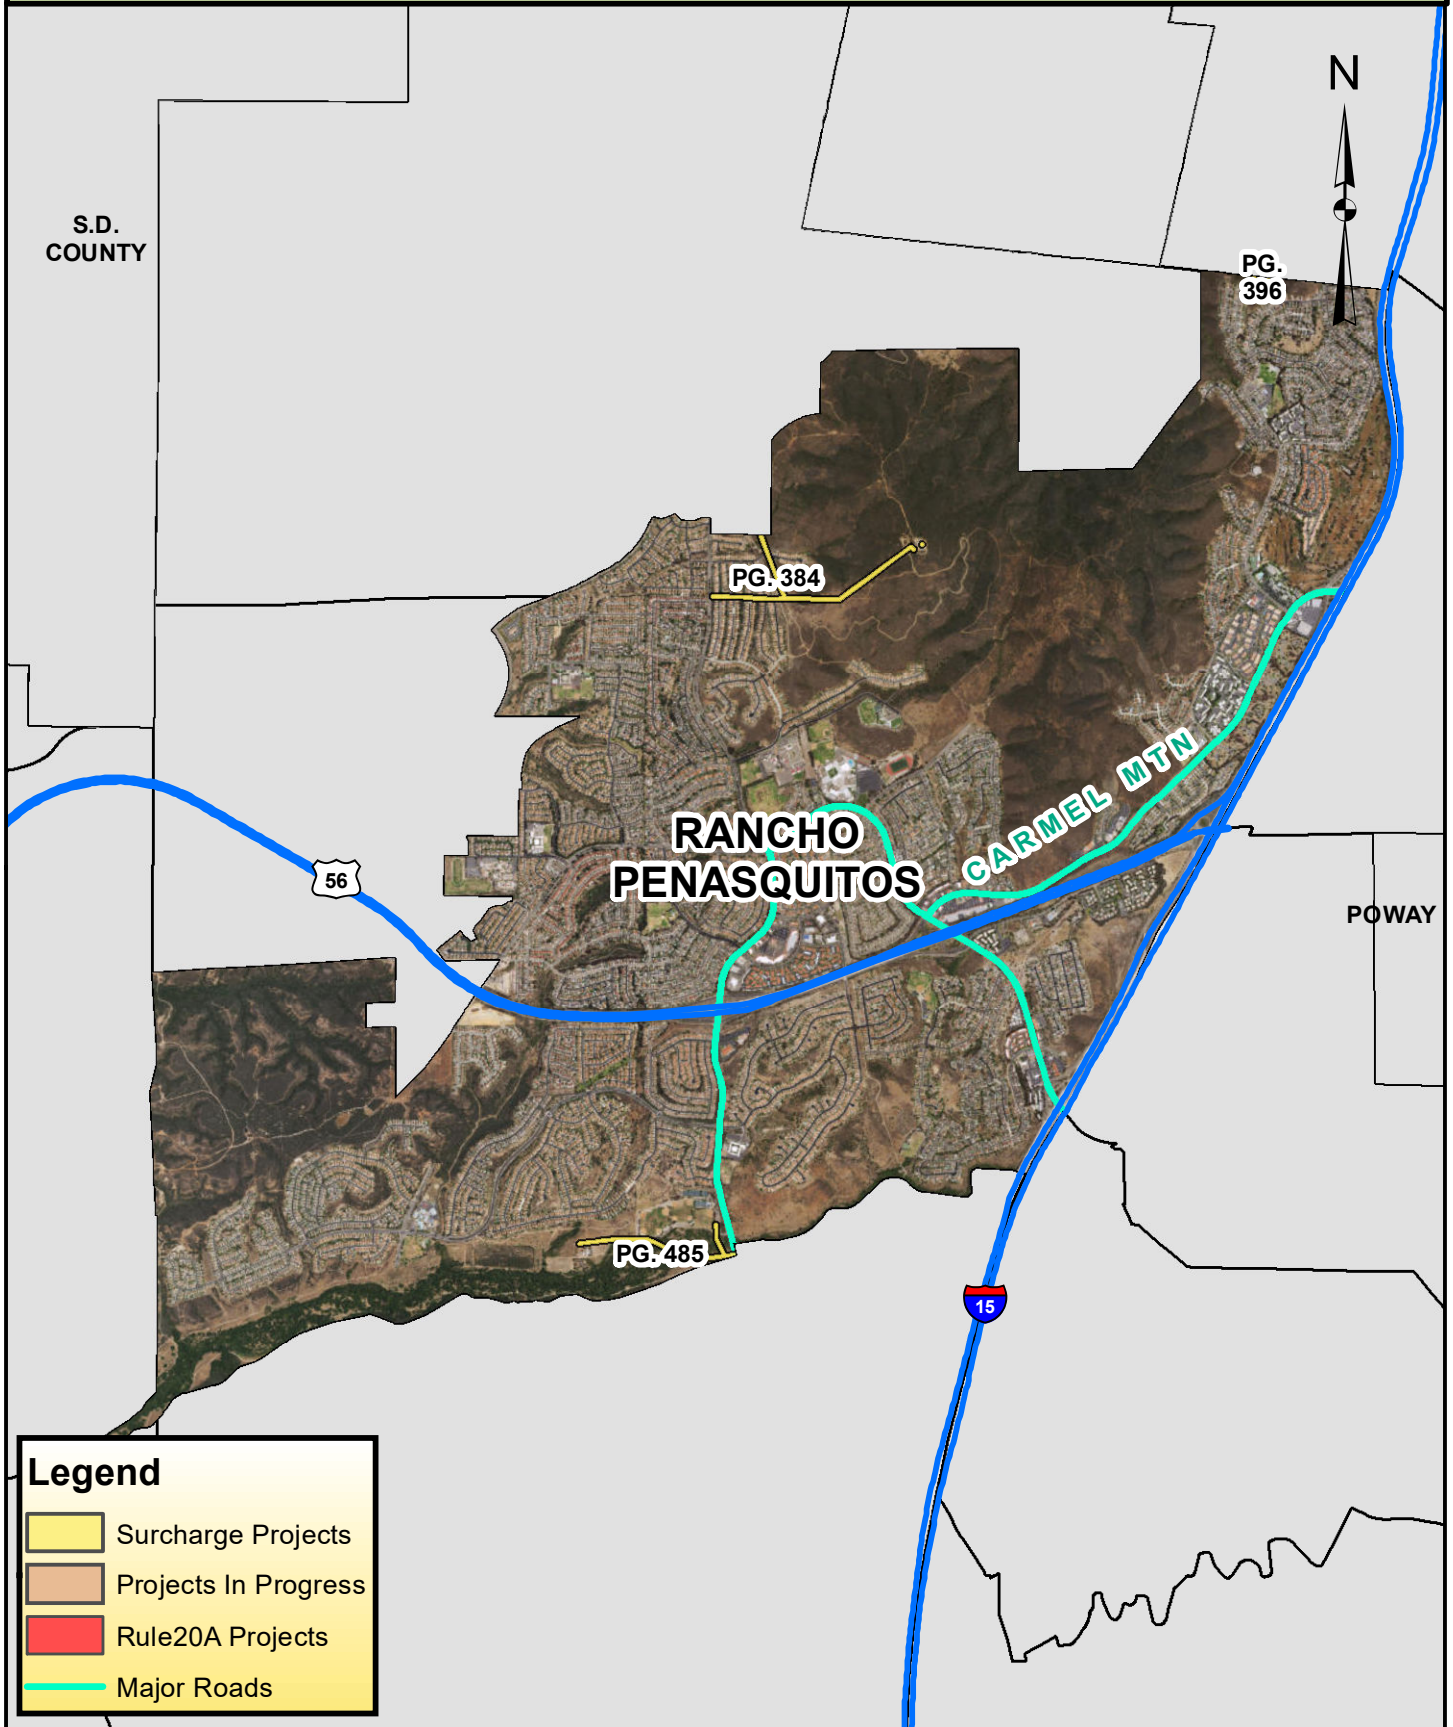 N
S.D.
COUNTY
PG.
396
PG. 384
CARMEL MTN
RANCHO
PENASQUITOS
56
POWAY
PG. 485
15
Legend
Surcharge Projects
Projects In Progress
Rule20A Projects
Major Roads